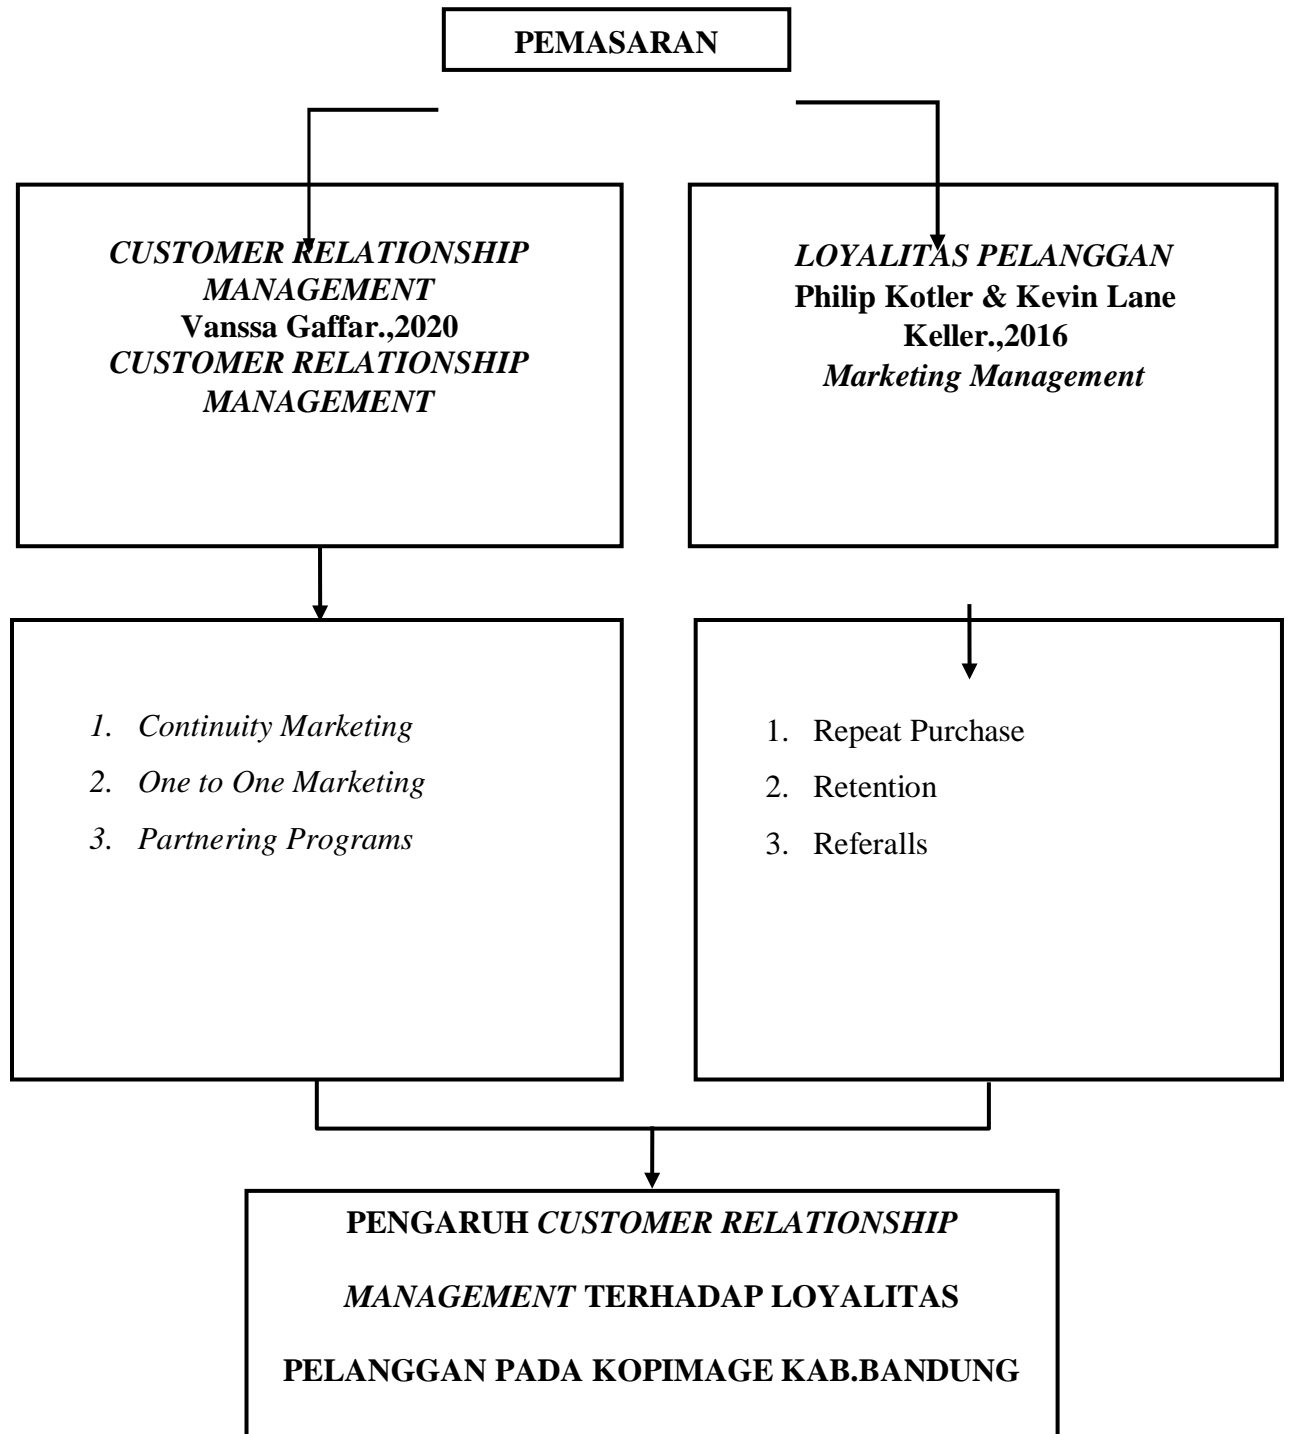 PEMASARAN
CUSTOMER RELATIONSHIP
MANAGEMENT
Vanssa Gaffar.,2020
CUSTOMER RELATIONSHIP
MANAGEMENT
LOYALITAS PELANGGAN
Philip Kotler & Kevin Lane
Keller.,2016
Marketing Management
1. Continuity Marketing
2. One to One Marketing
3. Partnering Programs
1. Repeat Purchase
2. Retention
3. Referalls
PENGARUH CUSTOMER RELATIONSHIP
MANAGEMENT TERHADAP LOYALITAS
PELANGGAN PADA KOPIMAGE KAB.BANDUNG